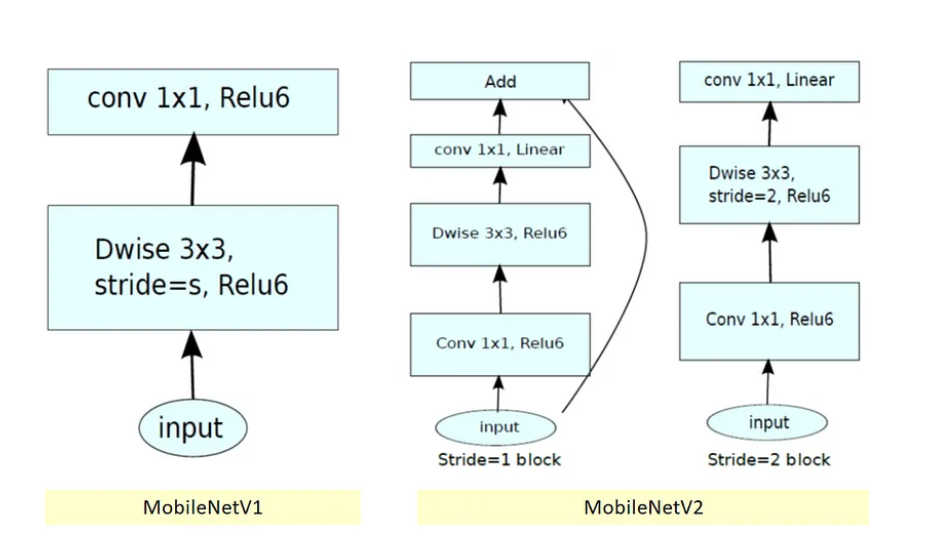 conv 1x1, Relu6
Dwise 3x3,
stride=s, Relu6
input
MobileNetV1
Add
conv 1x1, Linear
Dwise 3x3, Relu6
Conv 1x1, Relu6
input
Stride=1 block
conv 1x1, Linear
Dwise 3x3,
stride=2, Relu6
Conv 1x1, Relu6
input
Stride=2 block
MobileNetV2